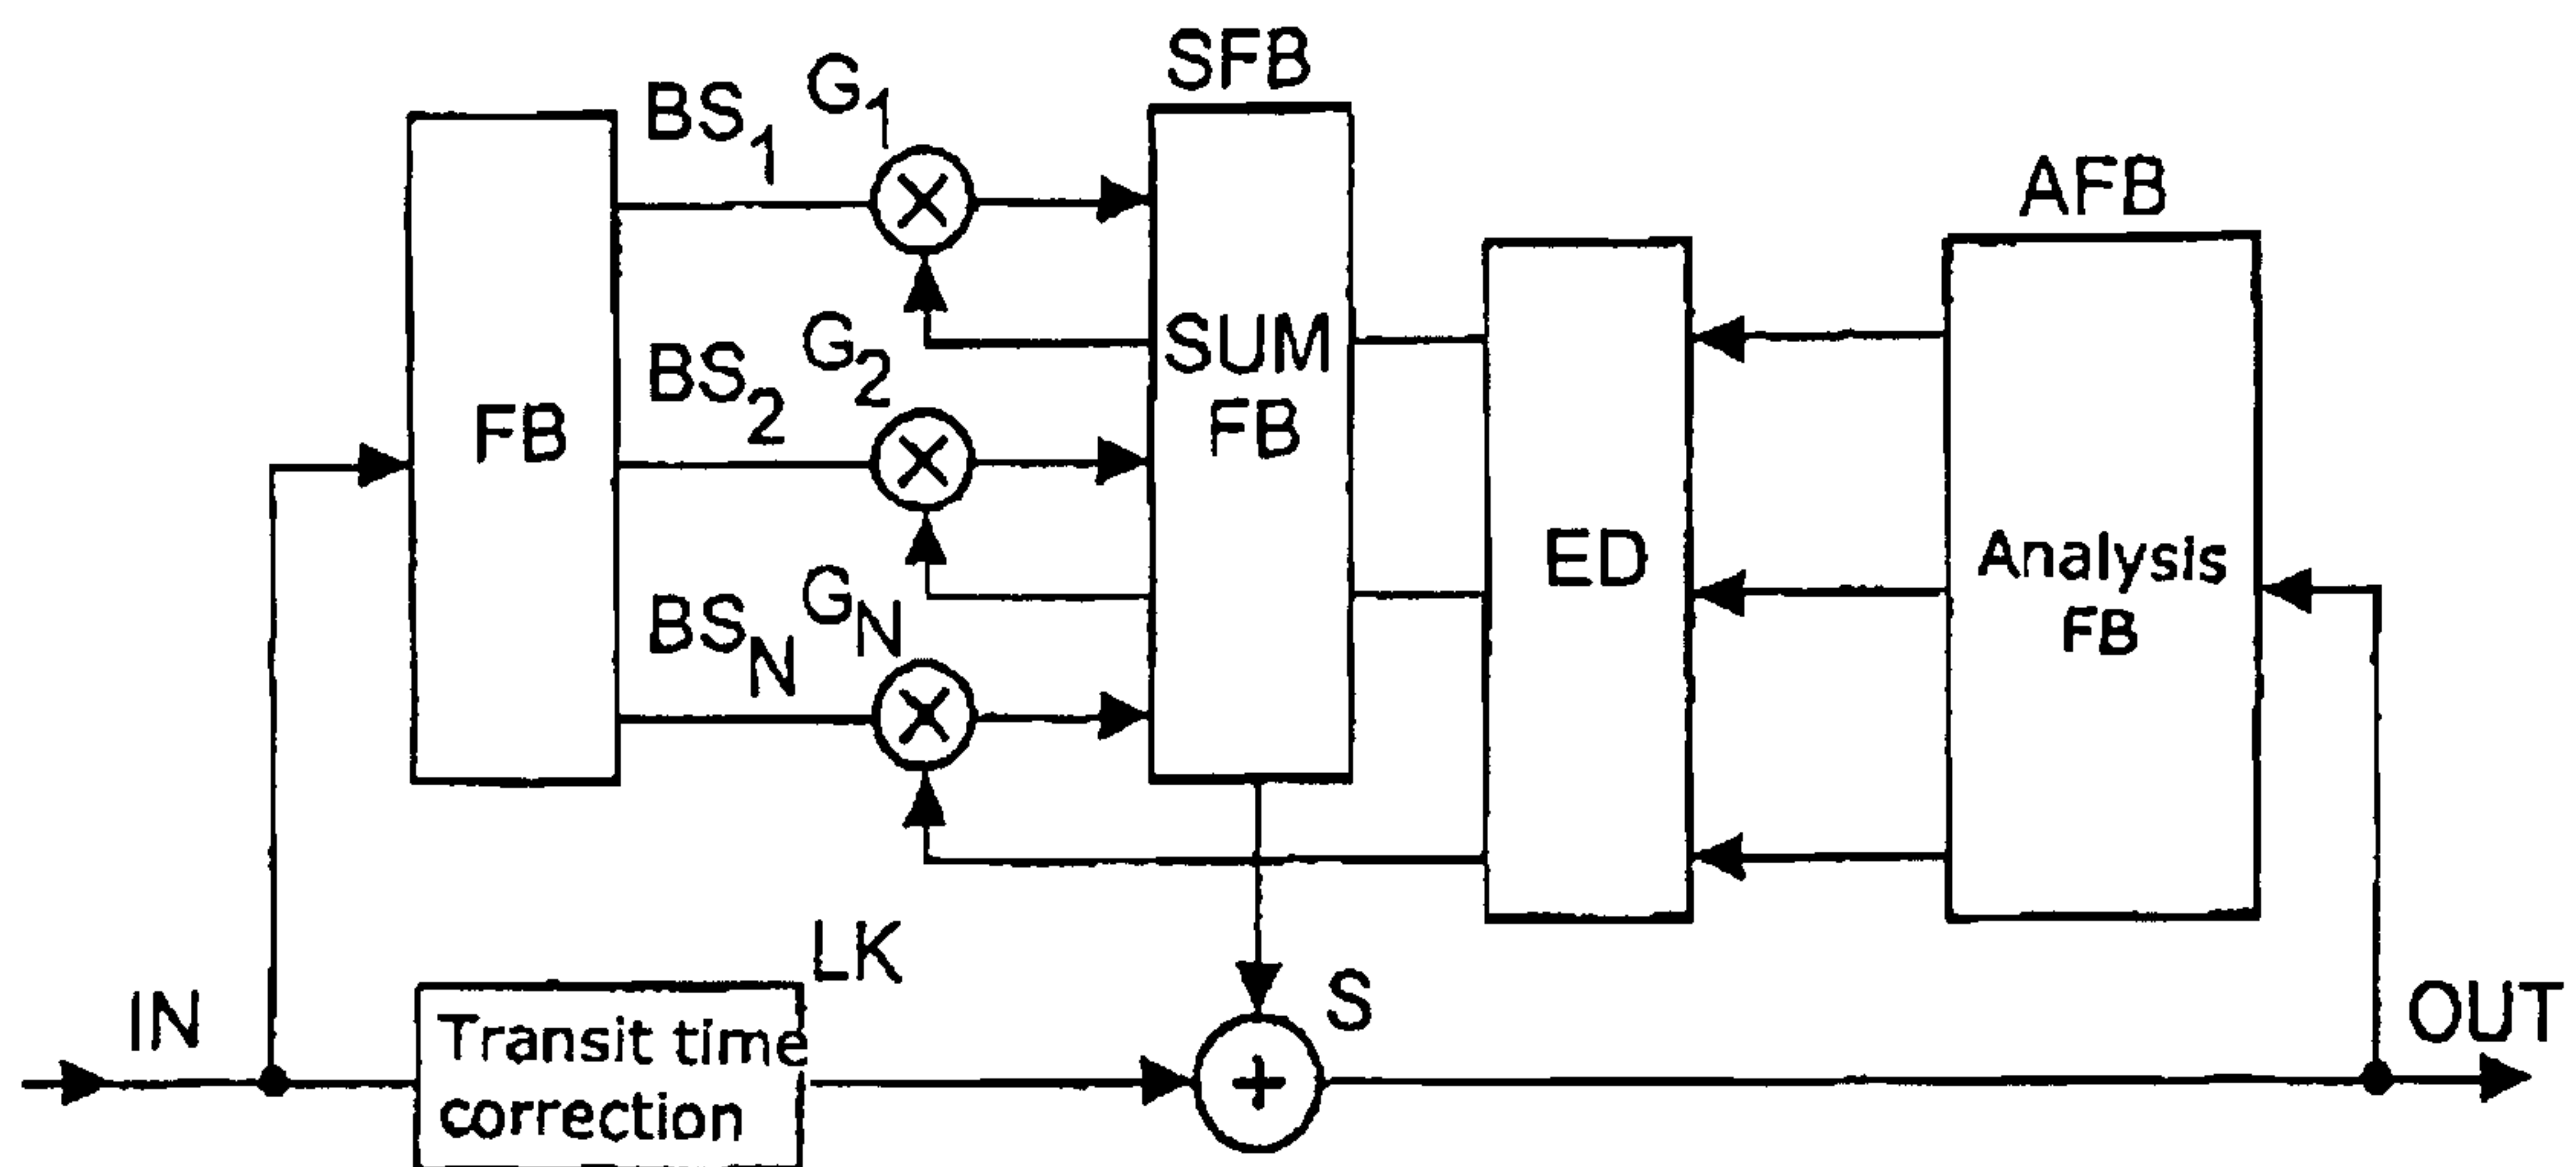 SFB
BS1 G1
AFB
SUM
FB
BS2 G2
FB
ED
Analysis
FB
BSN GN
LK
IN
S
OUT
Transit time
correction